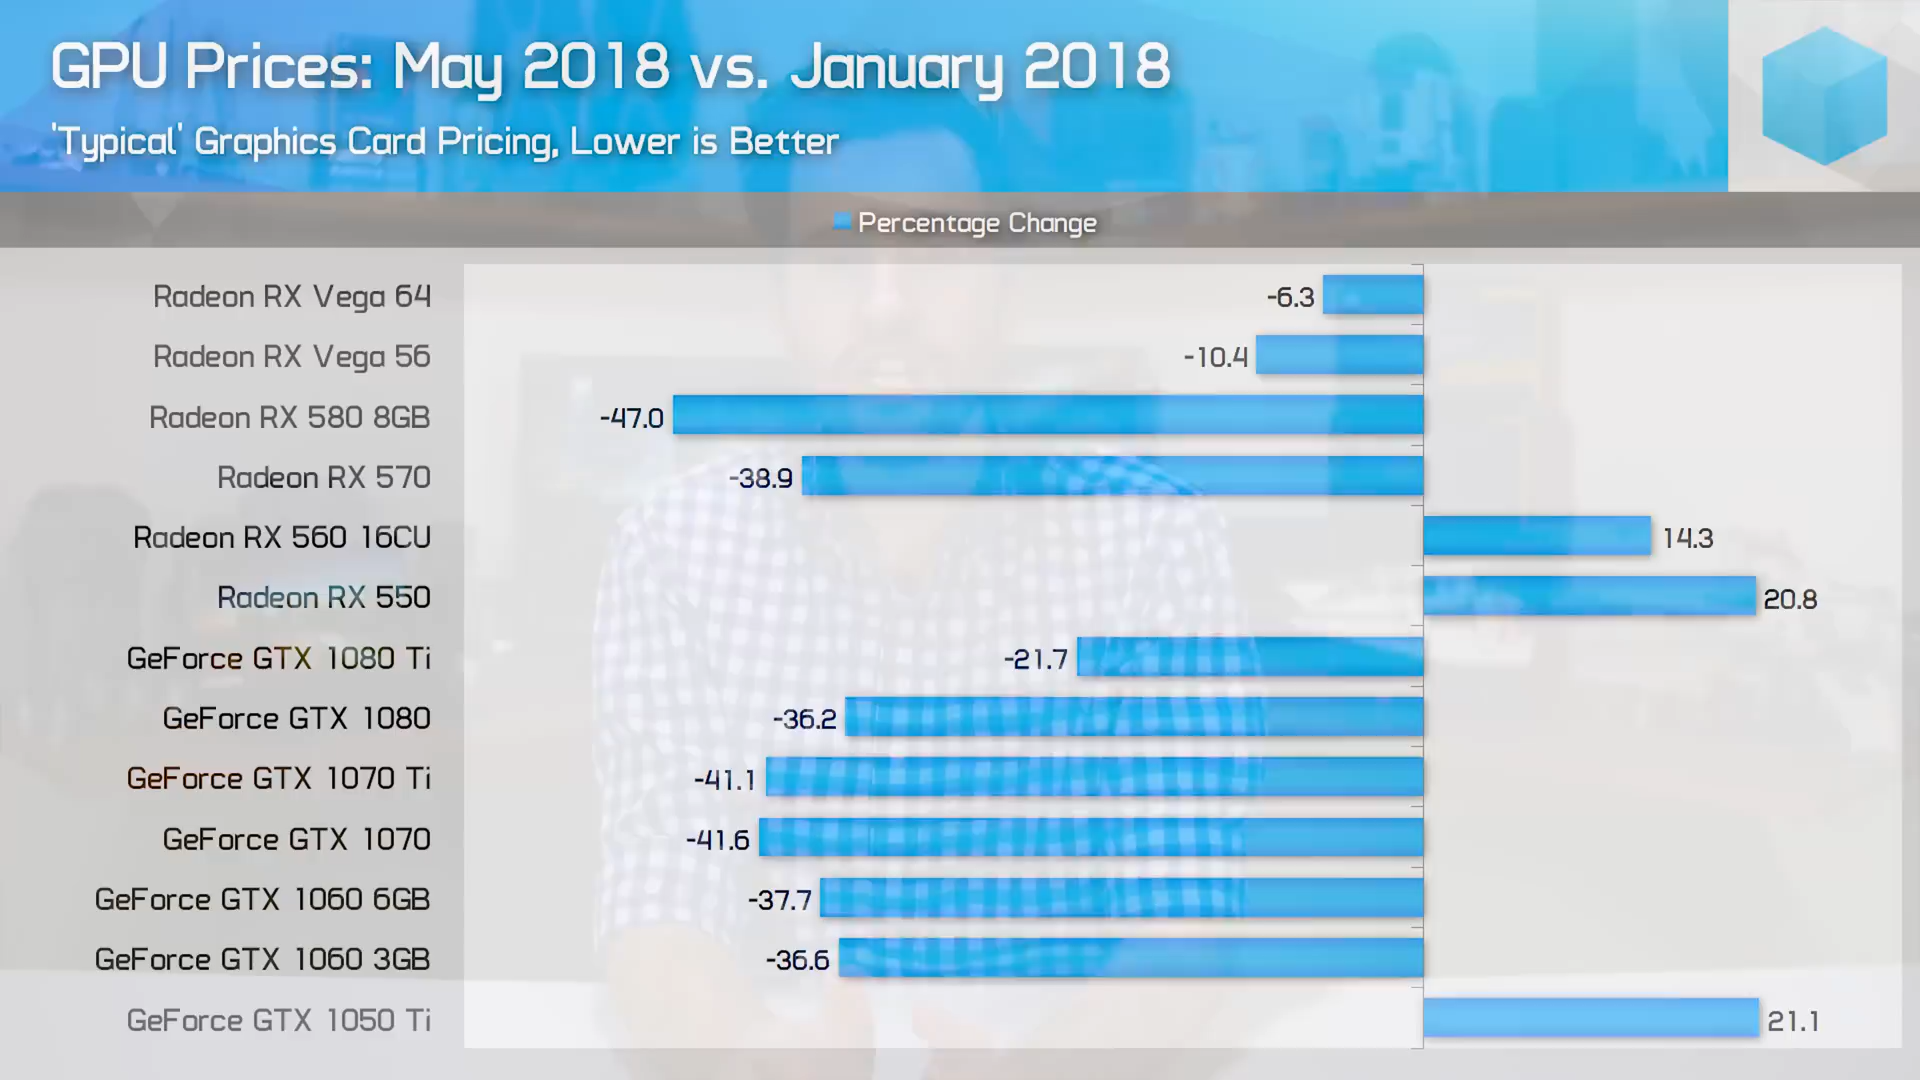 GPU Prices: May 2018 vs. January 2018
'Typical' Graphics Card Pricing, Lower is Better
Percentage Change
Radeon RX Vega 64 -6.3
Radeon RX Vega 56 -10.4
Radeon RX 580 8GB -47.0
Radeon RX 570 -38.9
Radeon RX 560 16CU 14.3
Radeon RX 550 20.8
GeForce GTX 1080 Ti -21.7
GeForce GTX 1080 -36.2
GeForce GTX 1070 Ti -41.1
GeForce GTX 1070 -41.6
GeForce GTX 1060 6GB -37.7
GeForce GTX 1060 3GB -36.6
GeForce GTX 1050 Ti 21.1